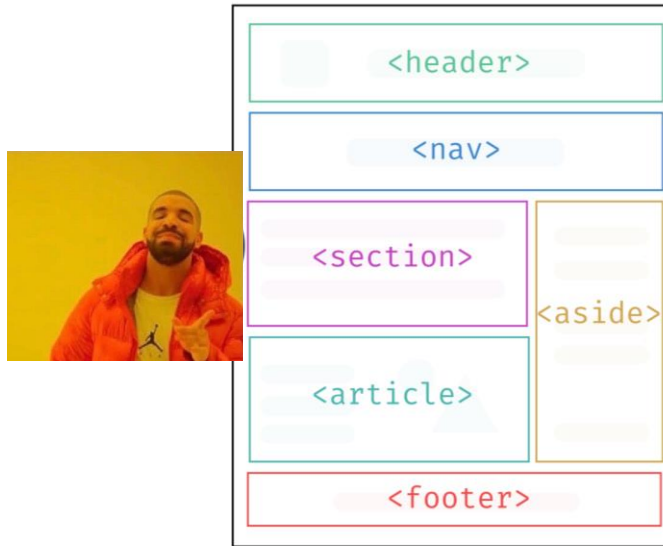 <header>
<nav>
<section>
<aside>
<article>
<footer>